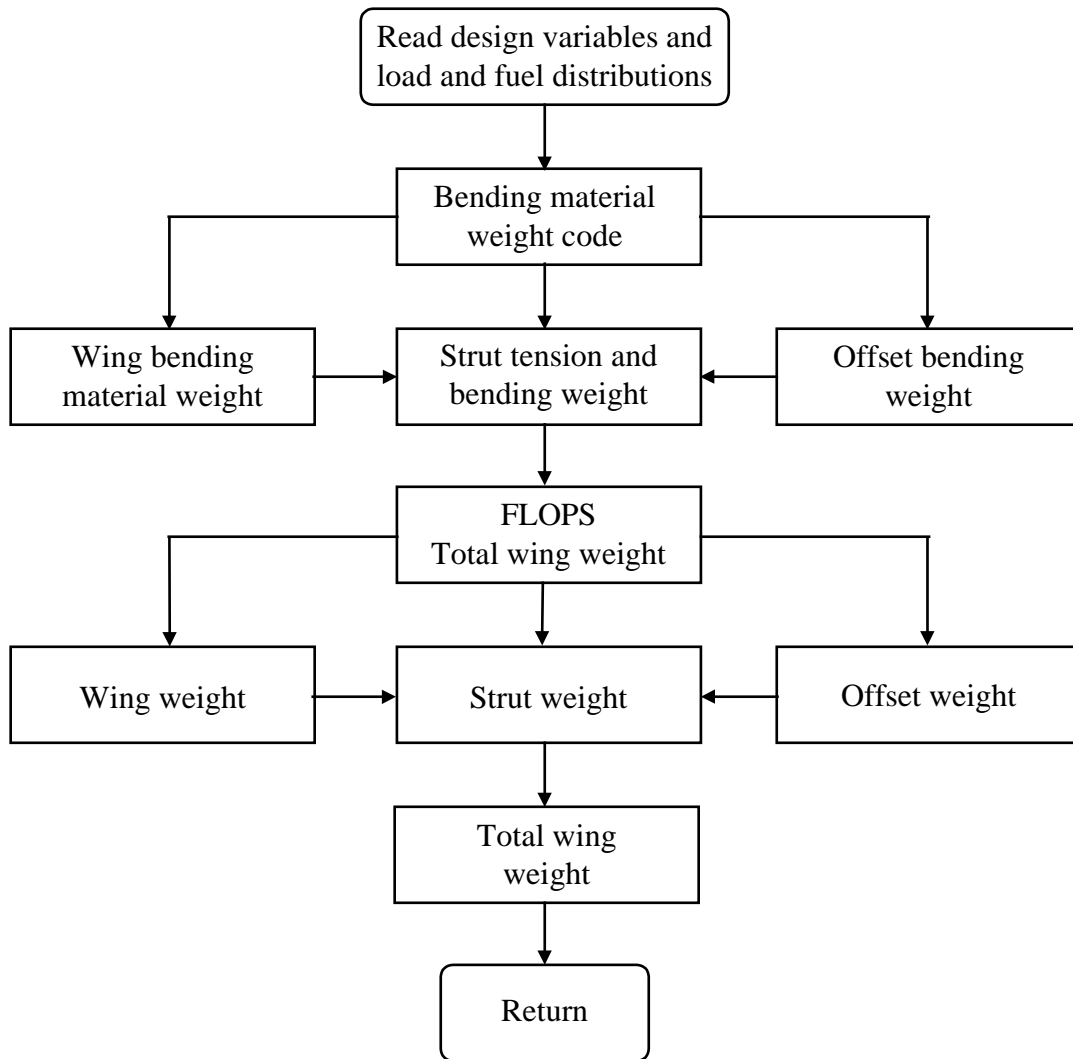 Read design variables and
load and fuel distributions
Bending material
weight code
Wing bending
material weight
Strut tension and
bending weight
Offset bending
weight
FLOPS
Total wing weight
Wing weight
Strut weight
Offset weight
Total wing
weight
Return